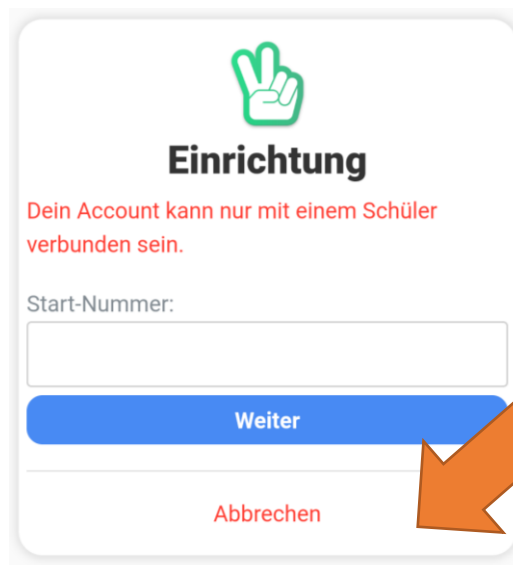 Einrichtung
Dein Account kann nur mit einem Schüler
verbunden sein.
Start-Nummer:
Weiter
Abbrechen